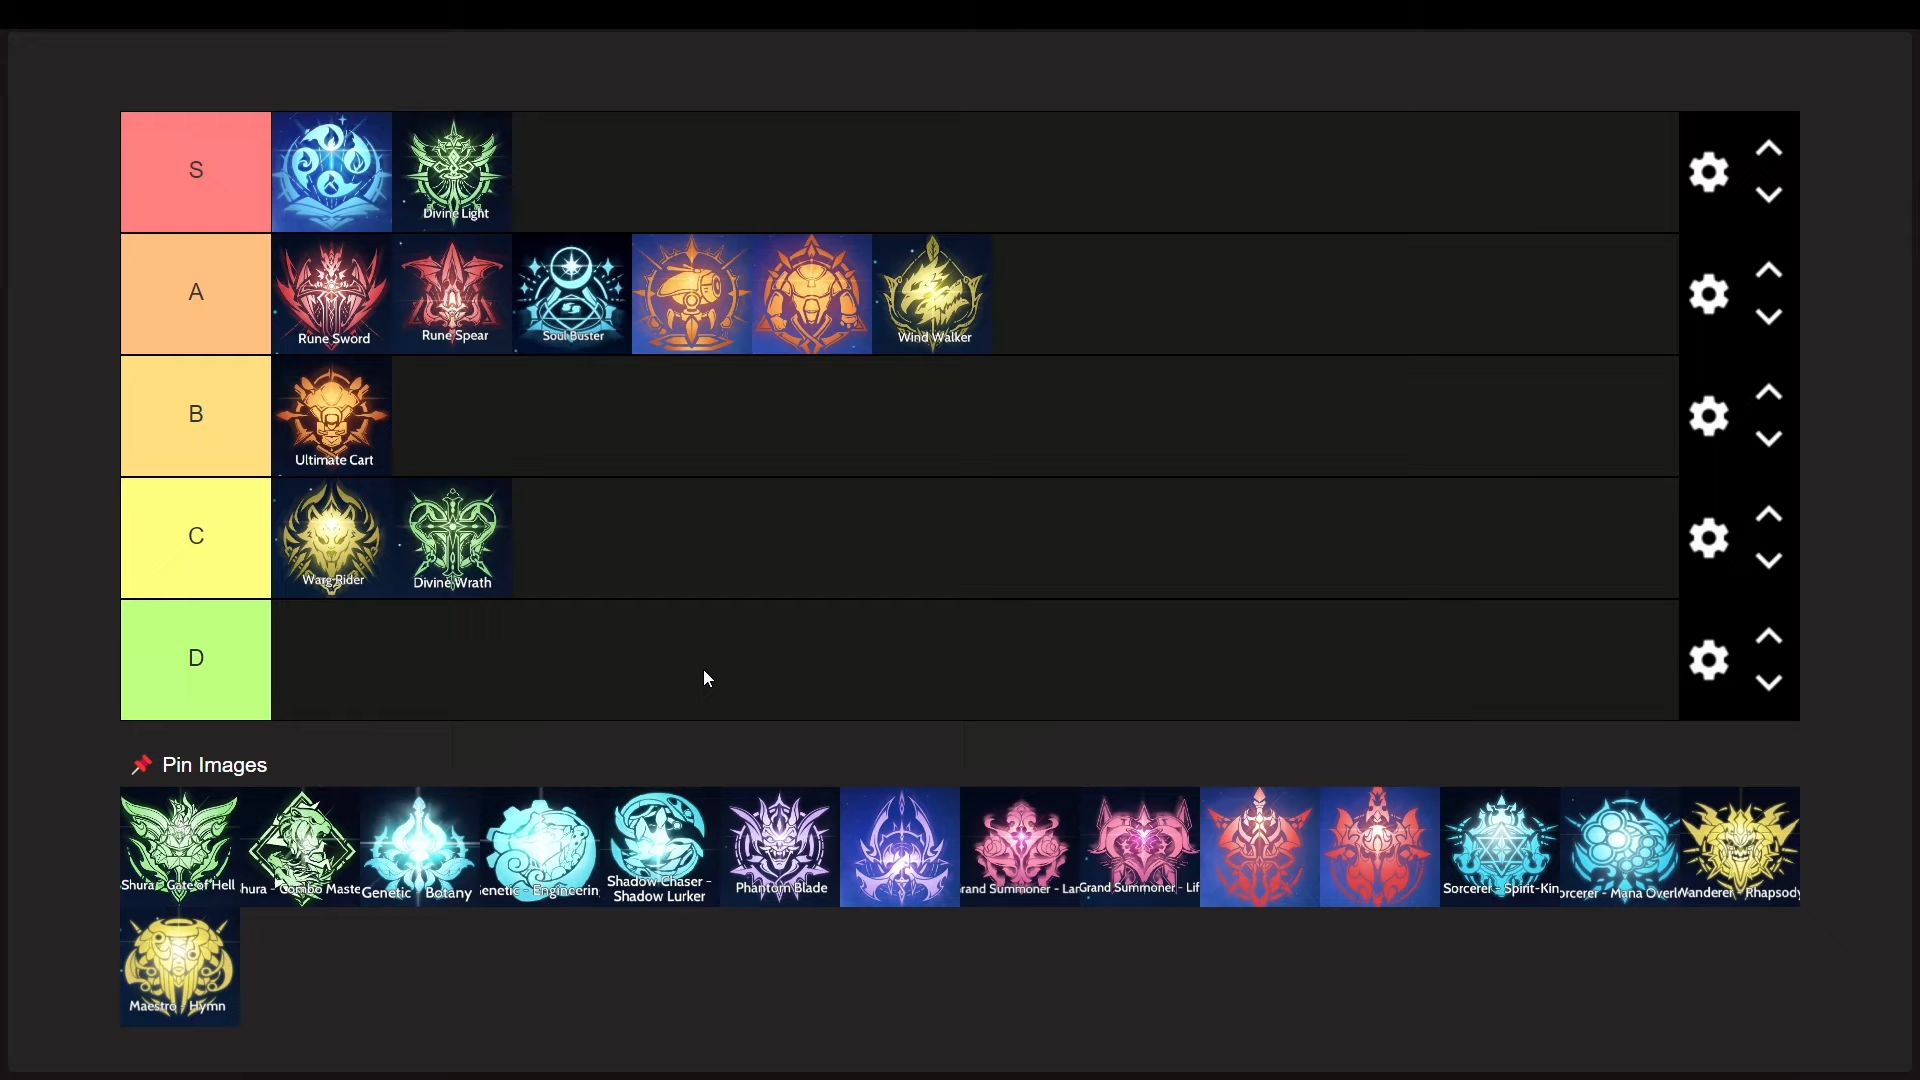 S
Divine Light
A
Rune Sword
Rune Spear
Soul Buster
Wind Walker
B
Ultimate Cart
C
Warg Rider
Divine Wrath
D
📌 Pin Images
Shura - Gate of Hell
hura - Combo Maste
Genetic - Botany
enetic - Engineerin
Shadow Chaser -
Shadow Lurker
Phantom Blade
rand Summoner - Lan
Grand Summoner - Lif
Sorcerer - Spirit-Kin
orcerer - Mana Overl
Wanderer - Rhapsody
Maestro - Hymn